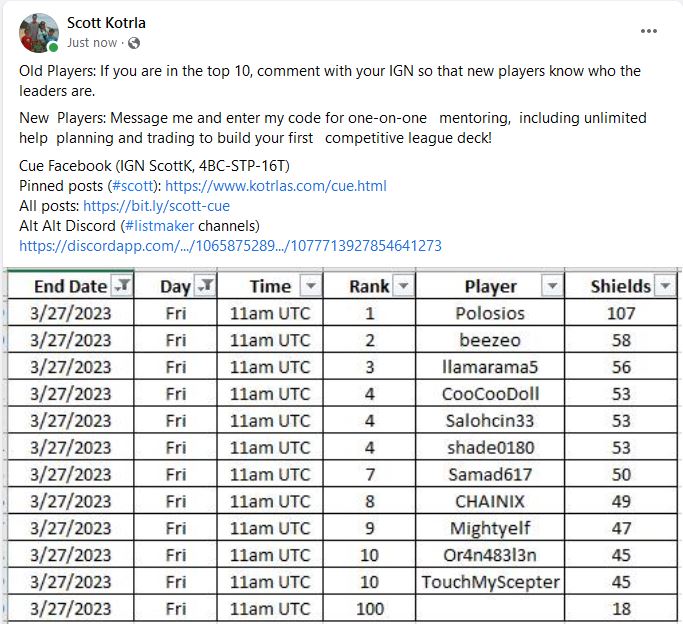 Scott Kotrla
Just now ·
Old Players: If you are in the top 10, comment with your IGN so that new players know who the
leaders are.
New Players: Message me and enter my code for one-on-one mentoring, including unlimited
help planning and trading to build your first competitive league deck!
Cue Facebook (IGN ScottK, 4BC-STP-16T)
Pinned posts (#scott): https://www.kotrlas.com/cue.html
All posts: https://bit.ly/scott-cue
Alt Alt Discord (#listmaker channels)
https://discordapp.com/.../1065875289.../1077713927854641273
End Date Day Time Rank Player Shields
3/27/2023 Fri 11am UTC 1 Polosios 107
3/27/2023 Fri 11am UTC 2 beezeo 58
3/27/2023 Fri 11am UTC 3 llamarama5 56
3/27/2023 Fri 11am UTC 4 CooCooDoll 53
3/27/2023 Fri 11am UTC 4 Salohcin33 53
3/27/2023 Fri 11am UTC 4 shade0180 53
3/27/2023 Fri 11am UTC 7 Samad617 50
3/27/2023 Fri 11am UTC 8 CHAINIX 49
3/27/2023 Fri 11am UTC 9 Mightyelf 47
3/27/2023 Fri 11am UTC 10 Or4n483l3n 45
3/27/2023 Fri 11am UTC 10 TouchMyScepter 45
3/27/2023 Fri 11am UTC 100 18